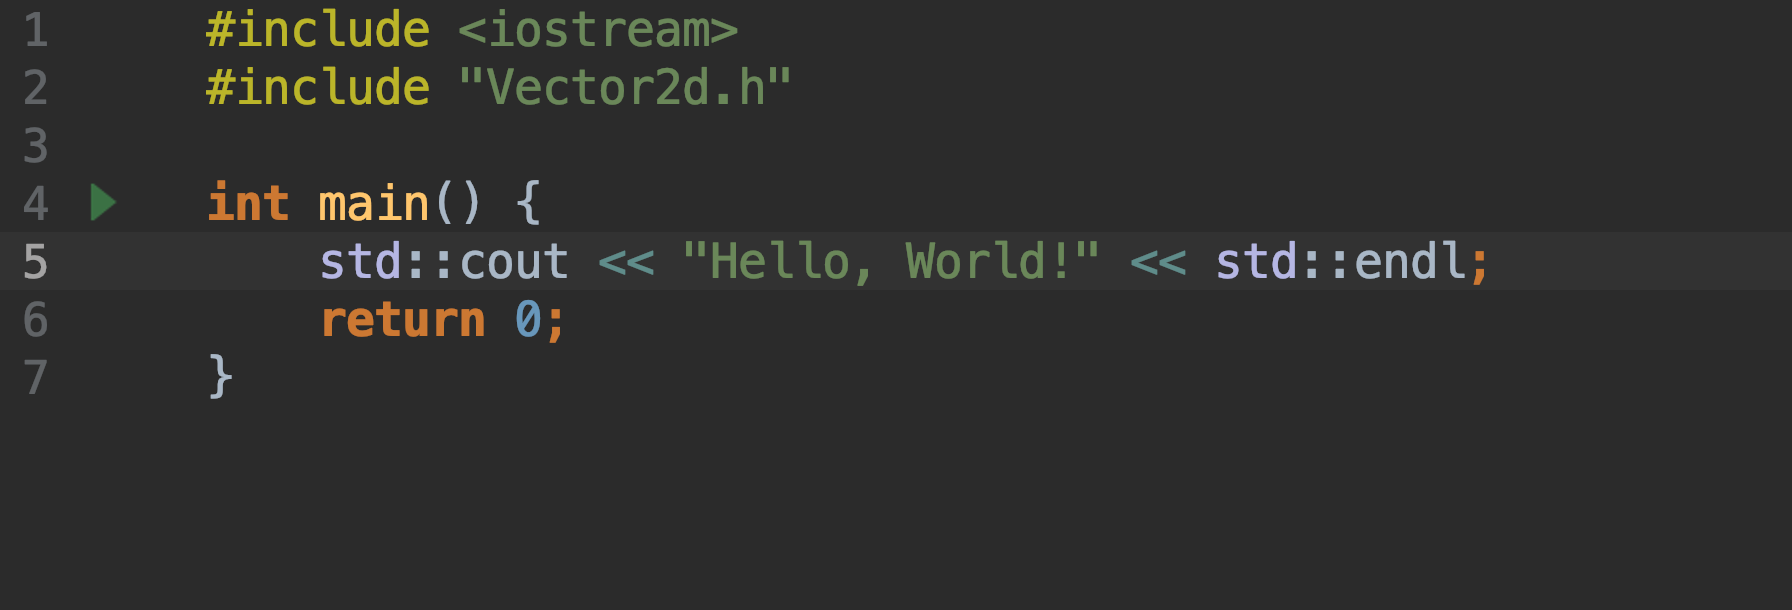 1 #include <iostream>
2 #include "Vector2d.h"
3
4 int main() {
5     std::cout << "Hello, World!" << std::endl;
6     return 0;
7 }